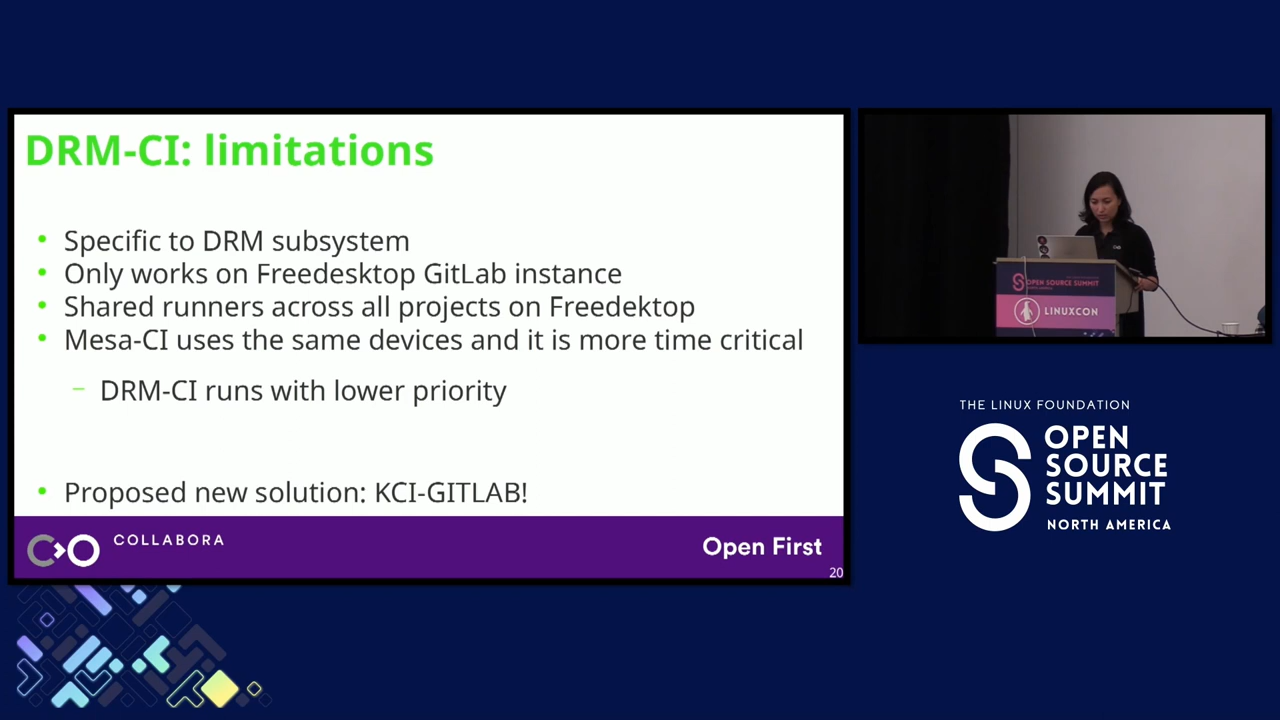 DRM-CI: limitations
• Specific to DRM subsystem
• Only works on Freedesktop GitLab instance
• Shared runners across all projects on Freedektop
• Mesa-CI uses the same devices and it is more time critical
– DRM-CI runs with lower priority
• Proposed new solution: KCI-GITLAB!
COLLABORA
Open First
20
OPEN SOURCE SUMMIT
LINUXCON
THE LINUX FOUNDATION
OPEN
SOURCE
SUMMIT
NORTH AMERICA